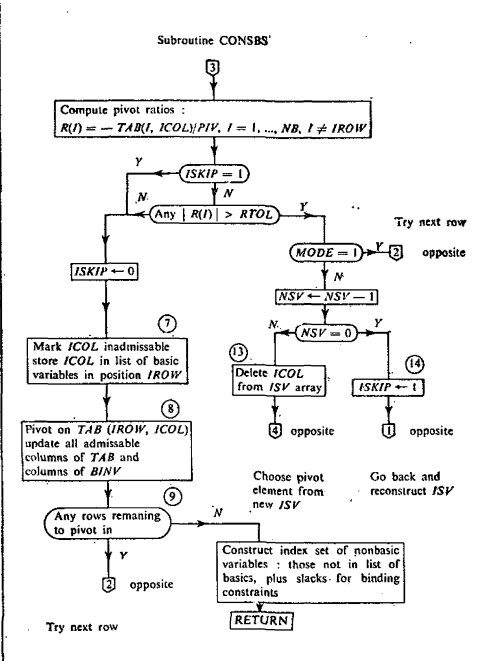 Subroutine CONSBS'
3
Compute pivot ratios :
R(I) = − TAB(I, ICOL)/PIV, I = 1, ..., NB, I ≠ IROW
Y
ISKIP = 1
N
N.
Any | R(I) | > RTOL
Y
Try next row
MODE = 1
Y
2
opposite
N.
ISKIP ← 0
NSV ← NSV − 1
N.
NSV = 0
Y
7
Mark ICOL inadmissable
store ICOL in list of basic
variables in position IROW
13
Delete ICOL
from ISV array
14
ISKIP ← 1
8
Pivot on TAB (IROW, ICOL)
update all admissable
columns of TAB and
columns of BINV
4 opposite
1 opposite
Choose pivot
element from
new ISV
Go back and
reconstruct ISV
9
Any rows remaning
to pivot in
N
Y
2 opposite
Construct index set of nonbasic
variables : those not in list of
basics, plus slacks for binding
constraints
RETURN
Try next row